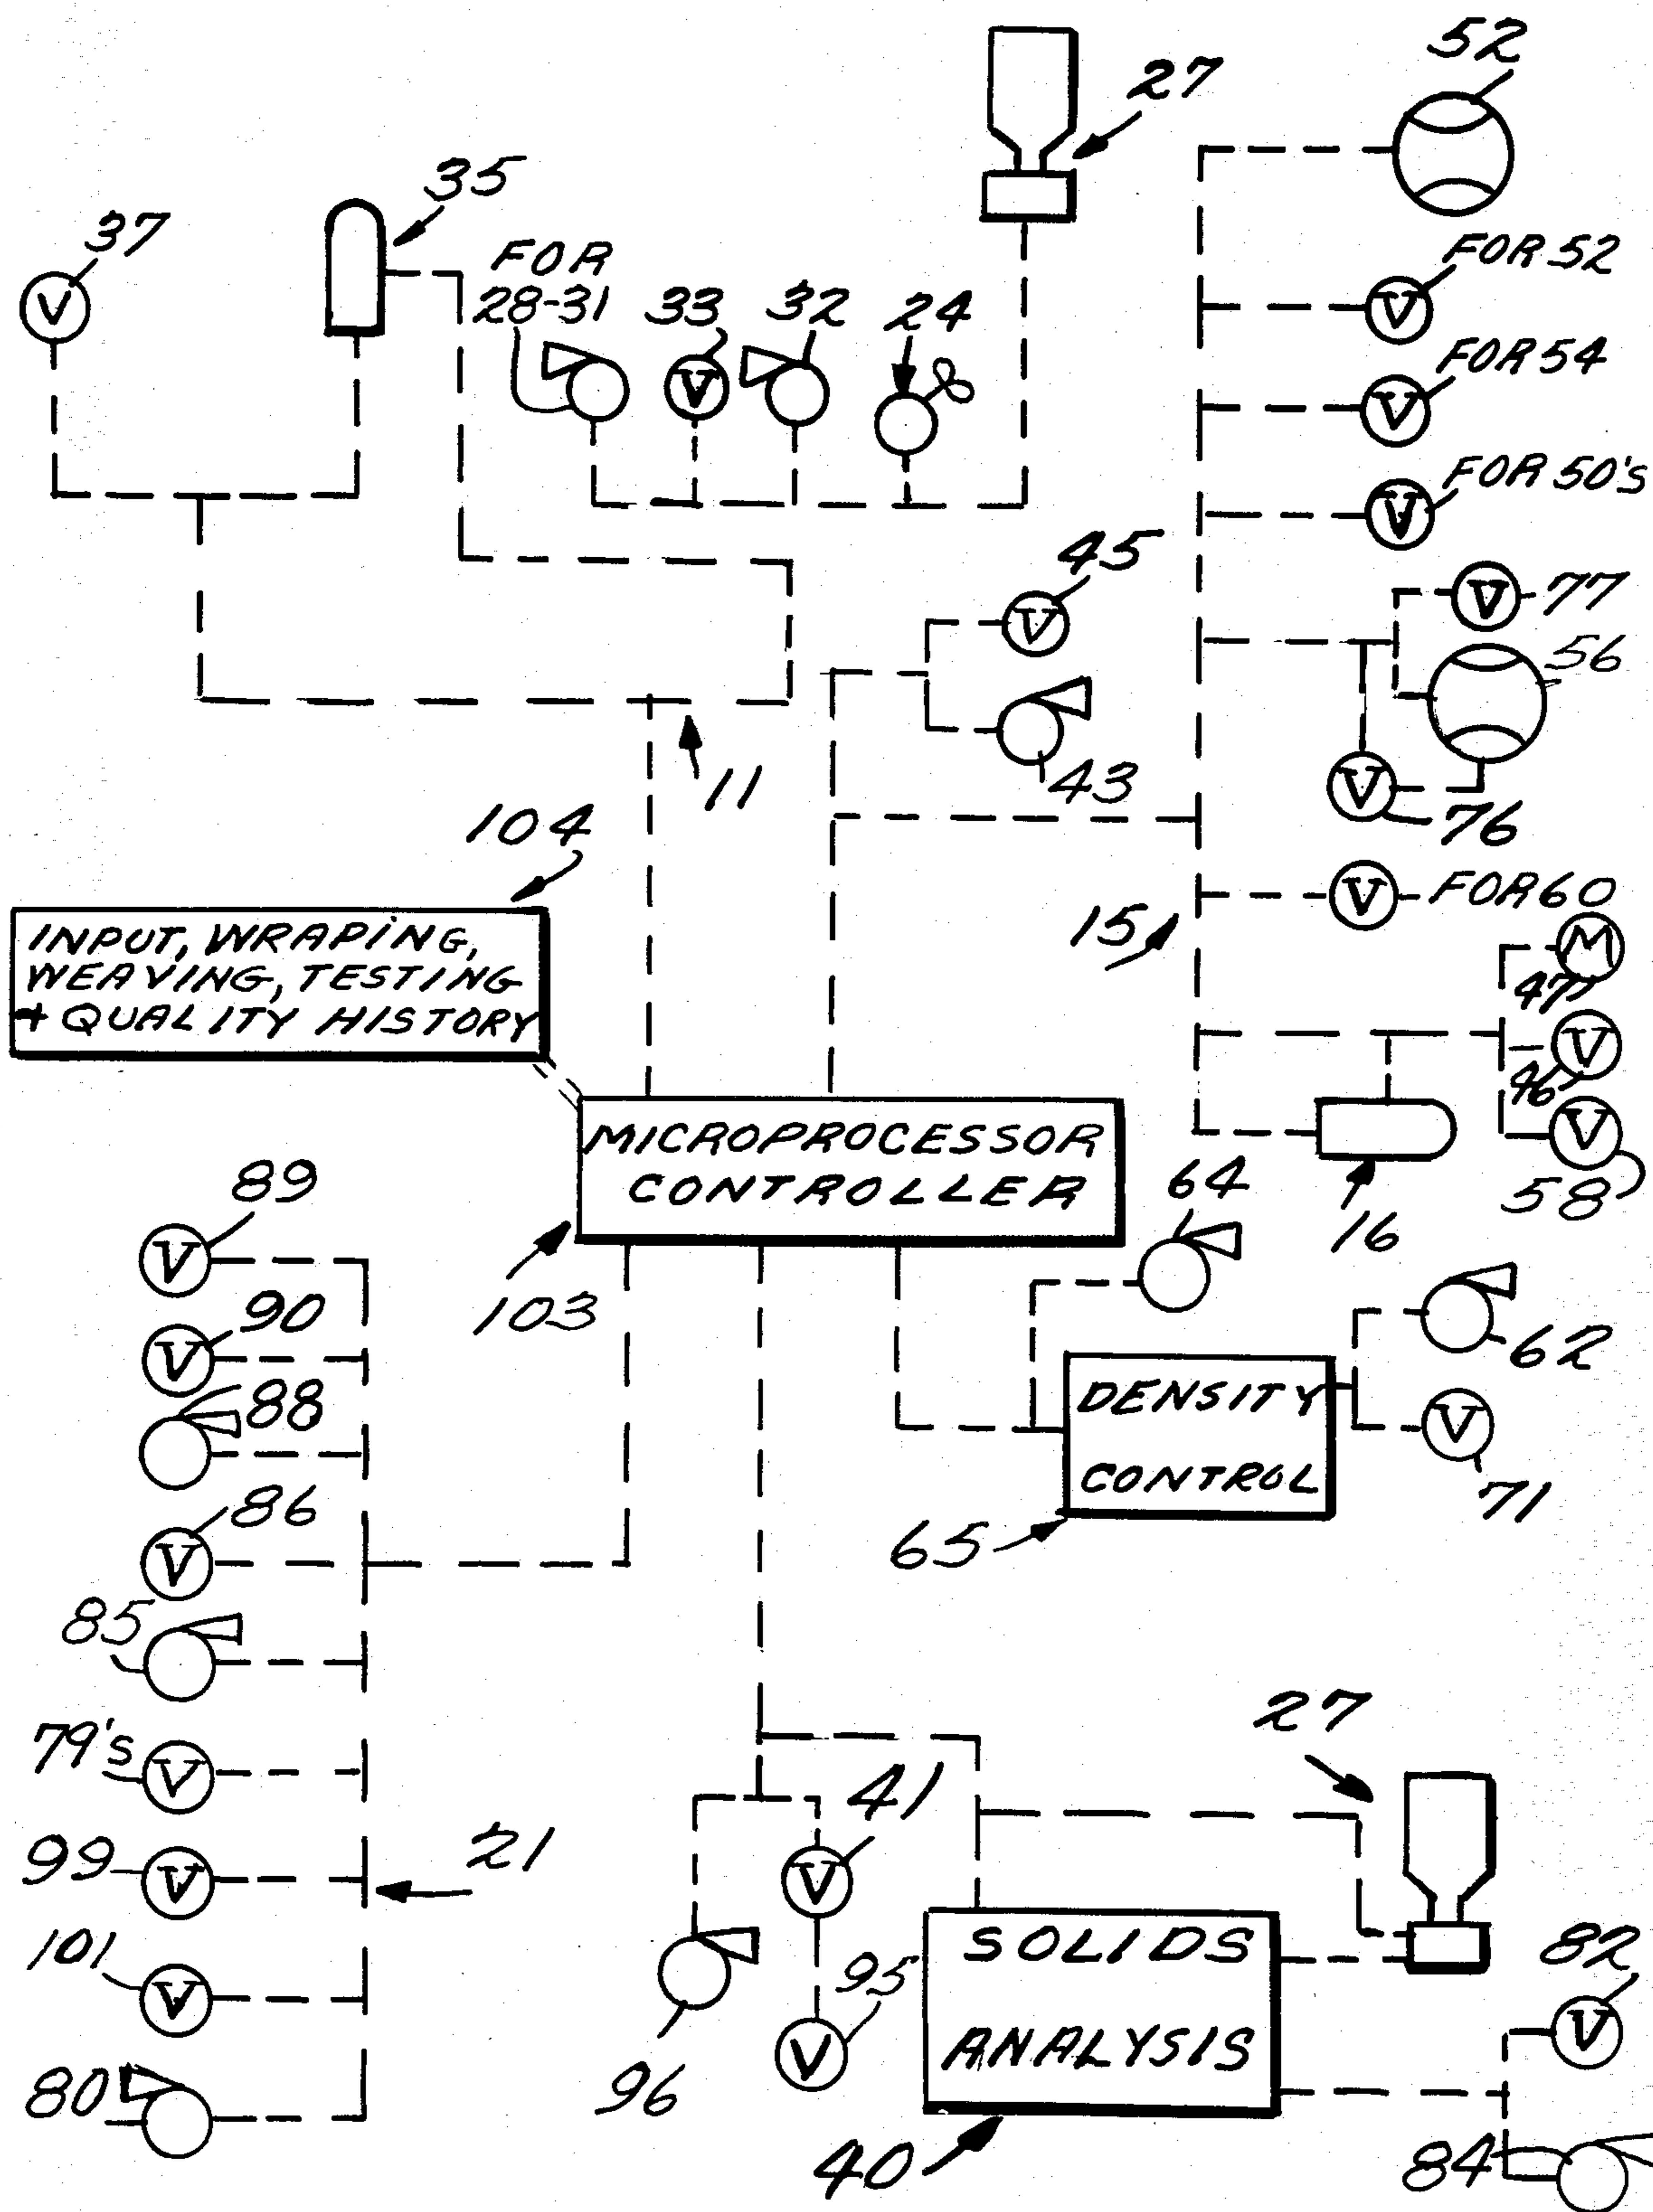 52
27
35
37
V
FOR
28-31
33
32
24
V
FOR 52
V
FOR 54
V
FOR 50's
V
45
V
77
V
56
43
11
V
76
104
V
FOR 60
15
INPUT, WRAPING,
WEAVING, TESTING
+ QUALITY HISTORY
M
47
V
46
V
58
16
MICROPROCESSOR
CONTROLLER
103
64
62
89
V
90
V
88
86
V
85
79's
V
99
V
21
101
V
80
DENSITY
CONTROL
65
V
71
27
41
V
95
V
96
SOLIDS
ANALYSIS
40
82
V
84